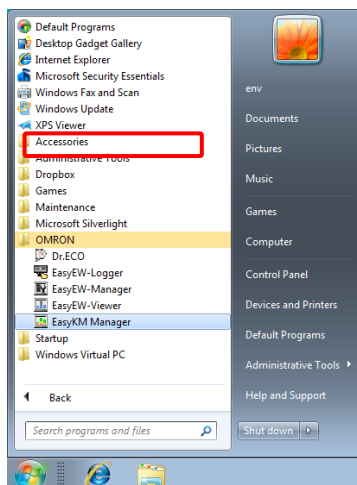 Default Programs
Desktop Gadget Gallery
Internet Explorer
Microsoft Security Essentials
Windows Fax and Scan
Windows Update
XPS Viewer
Accessories
Administrative Tools
Dropbox
Games
Maintenance
Microsoft Silverlight
OMRON
Dr.ECO
EasyEW-Logger
EasyEW-Manager
EasyEW-Viewer
EasyKM Manager
Startup
Windows Virtual PC
Back
Search programs and files
env
Documents
Pictures
Music
Games
Computer
Control Panel
Devices and Printers
Default Programs
Administrative Tools
Help and Support
Shut down